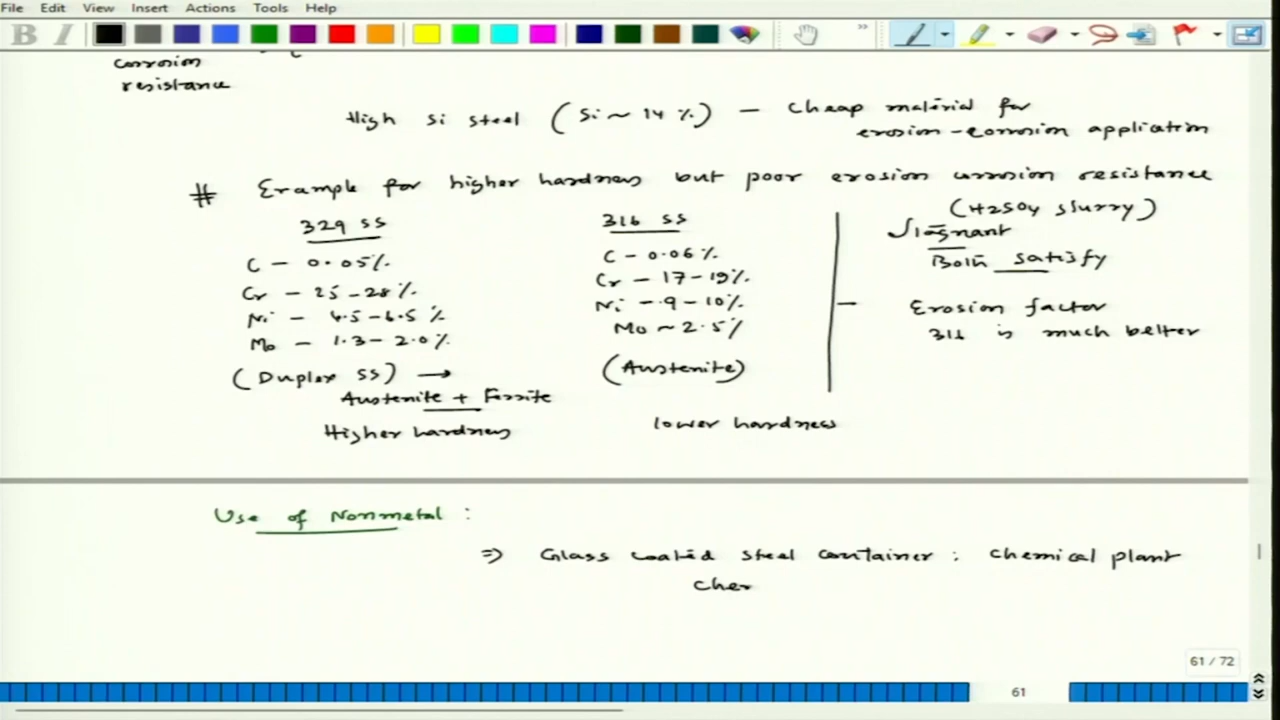 File Edit View Insert Actions Tools Help
B I
corrosion
resistance
High Si steel (Si ~ 14 %) - Cheap material for
erosion-corrosion application
# Example for higher hardness but poor erosion corrosion resistance
(H2SO4 slurry)
329 SS
C - 0.05%
Cr - 25-28%
Ni - 4.5-6.5 %
Mo - 1.3-2.0%
(Duplex SS) →
Austenite + Ferrite
Higher hardness
316 SS
C - 0.06%
Cr - 17-19%
Ni - 9-10%
Mo ~ 2.5%
(Austenite)
lower hardness
Stagnant
Both satisfy
- Erosion factor
316 is much better
Use of Nonmetal :
⇒ Glass coated steel container : Chemical plant
Cher
61 / 72
61